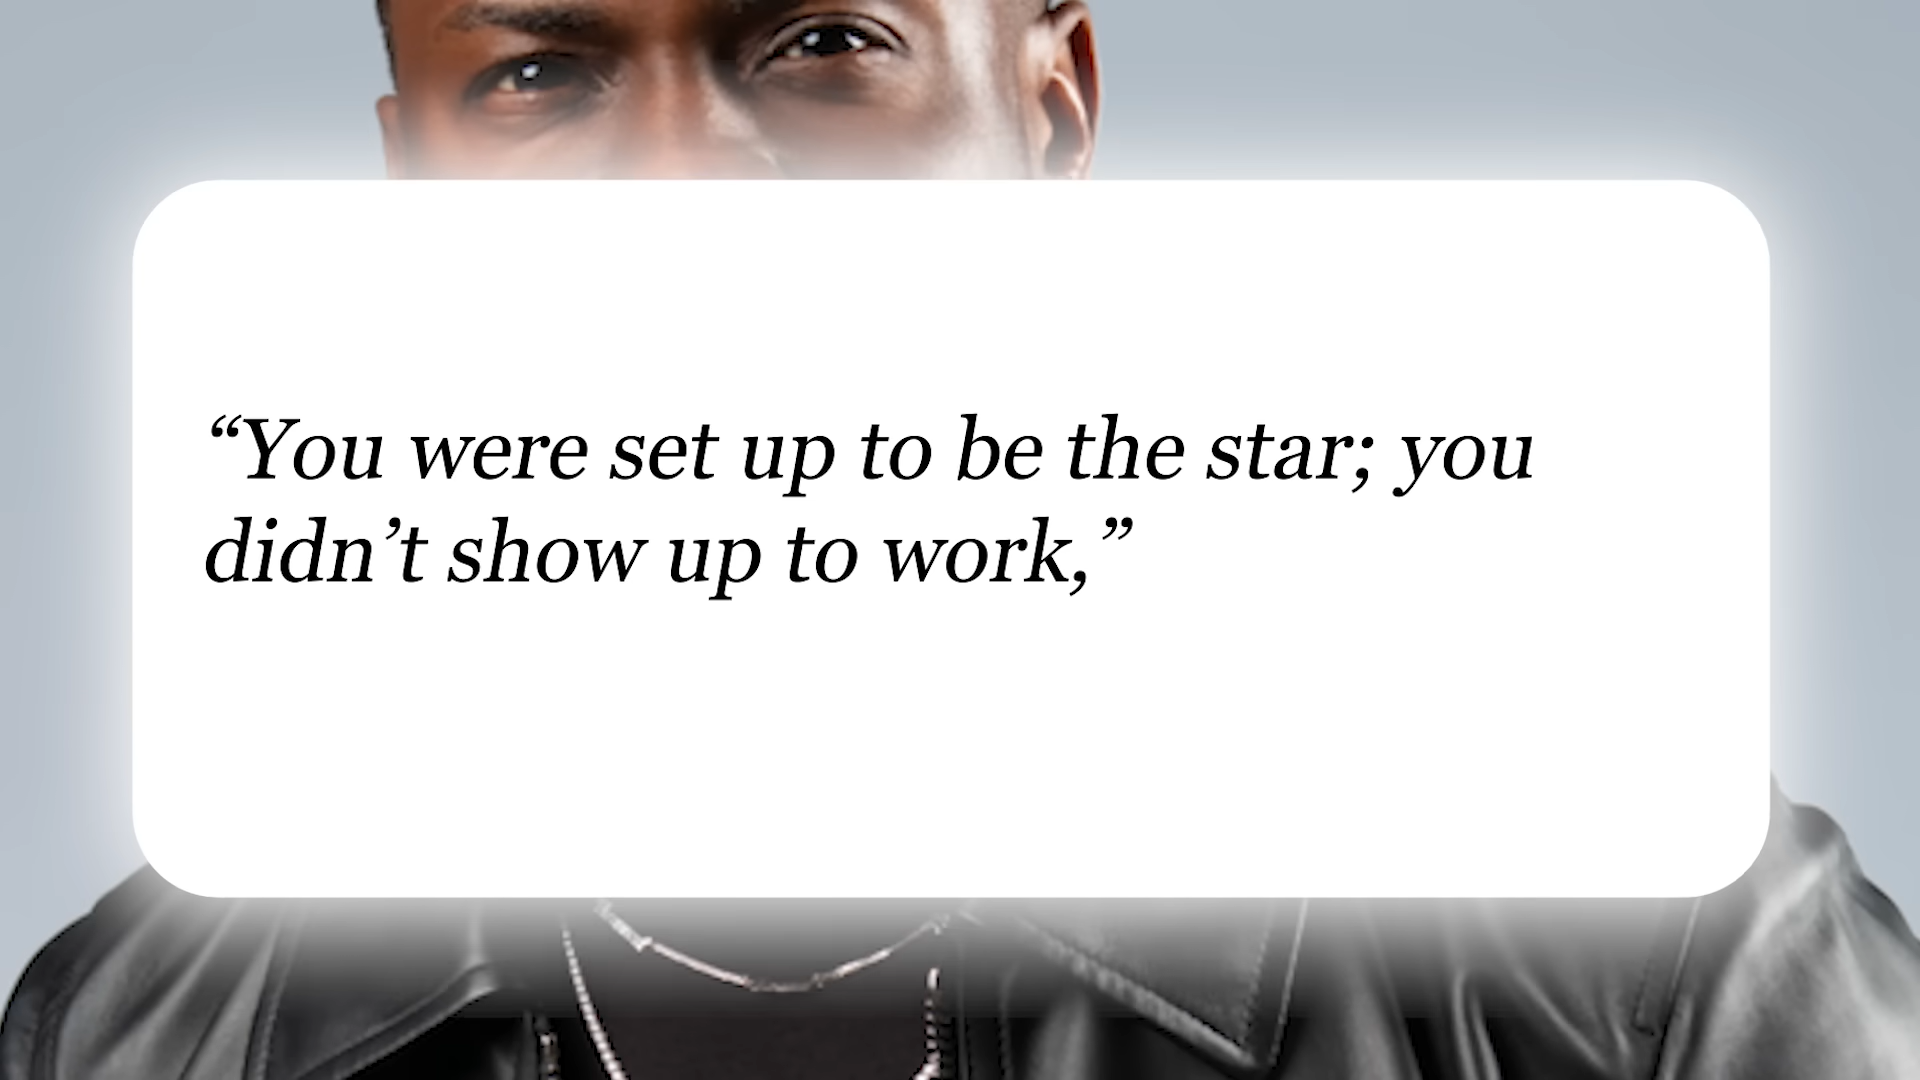 “You were set up to be the star; you
didn’t show up to work,”